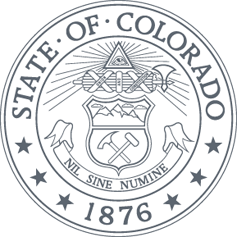 STATE · OF · COLORADO
NIL SINE NUMINE
1876